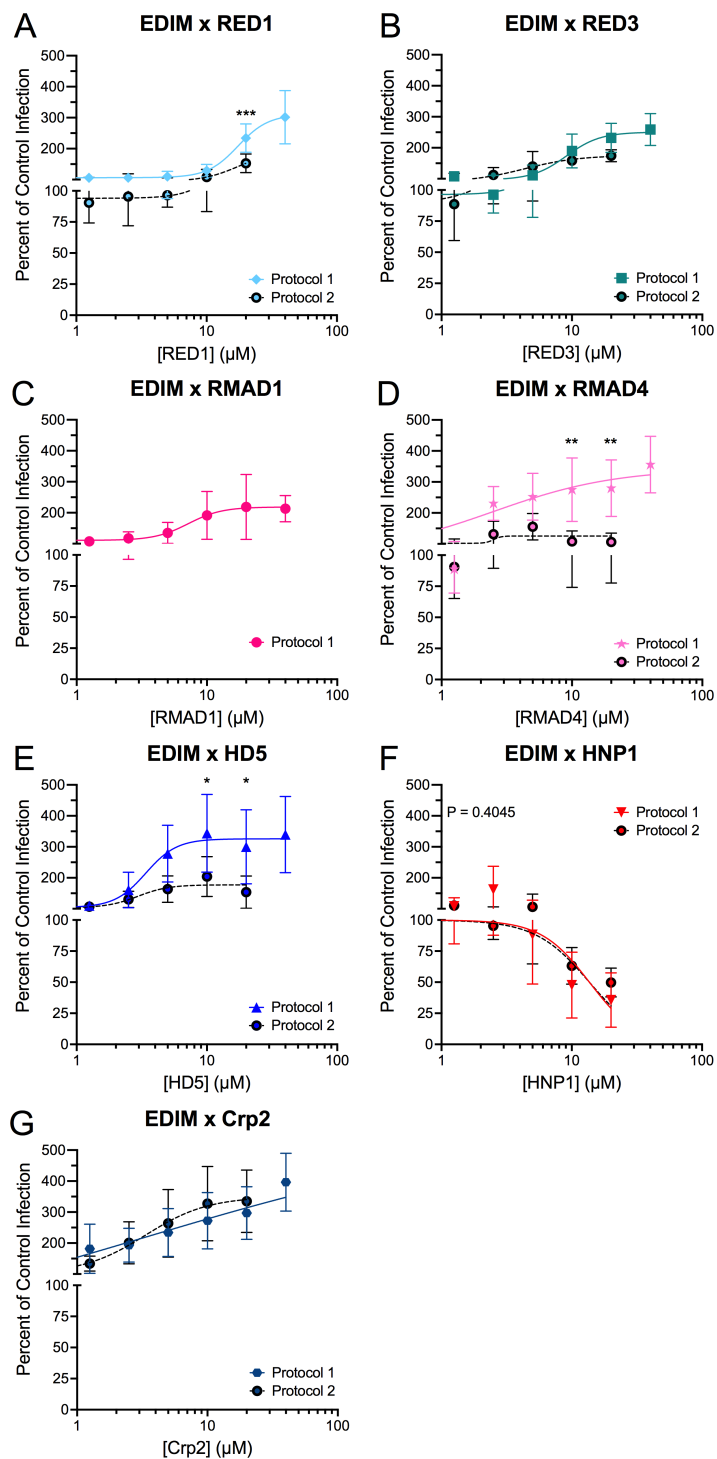 A
EDIM x RED1
Percent of Control Infection
500
400
300
200
100
75
50
25
0
***
Protocol 1
Protocol 2
1
10
100
[RED1] (µM)
B
EDIM x RED3
Percent of Control Infection
500
400
300
200
100
75
50
25
0
Protocol 1
Protocol 2
1
10
100
[RED3] (µM)
C
EDIM x RMAD1
Percent of Control Infection
500
400
300
200
100
75
50
25
0
Protocol 1
1
10
100
[RMAD1] (µM)
D
EDIM x RMAD4
Percent of Control Infection
500
400
300
200
100
75
50
25
0
** **
Protocol 1
Protocol 2
1
10
100
[RMAD4] (µM)
E
EDIM x HD5
Percent of Control Infection
500
400
300
200
100
75
50
25
0
* *
Protocol 1
Protocol 2
1
10
100
[HD5] (µM)
F
EDIM x HNP1
Percent of Control Infection
500
400
300
200
100
75
50
25
0
P = 0.4045
Protocol 1
Protocol 2
1
10
100
[HNP1] (µM)
G
EDIM x Crp2
Percent of Control Infection
500
400
300
200
100
75
50
25
0
Protocol 1
Protocol 2
1
10
100
[Crp2] (µM)